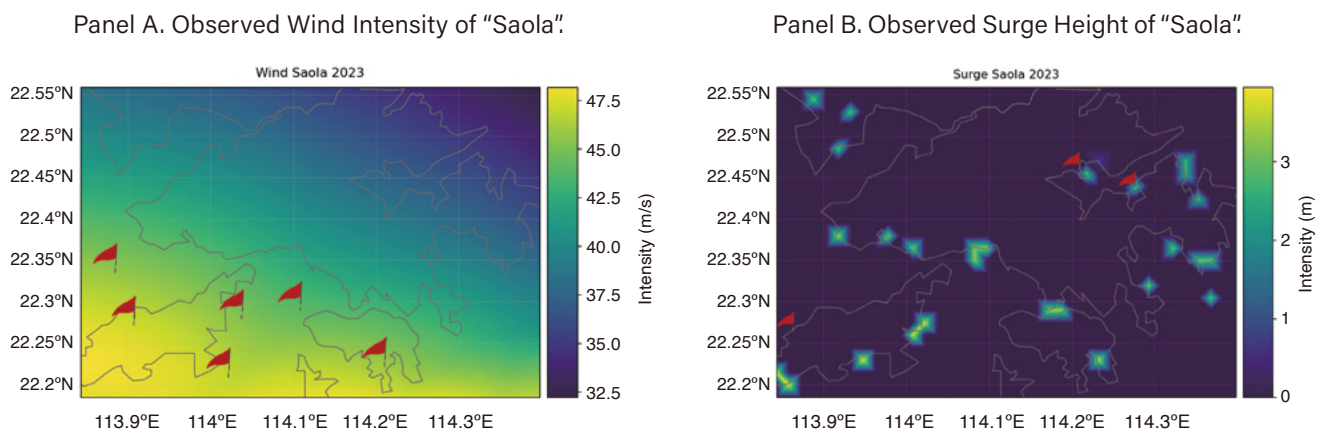 Panel A. Observed Wind Intensity of “Saola”.
Wind Saola 2023
22.55°N
22.5°N
22.45°N
22.4°N
22.35°N
22.3°N
22.25°N
22.2°N
113.9°E 114°E 114.1°E 114.2°E 114.3°E
47.5
45.0
42.5
40.0
37.5
35.0
32.5
Intensity (m/s)
Panel B. Observed Surge Height of “Saola”.
Surge Saola 2023
22.55°N
22.5°N
22.45°N
22.4°N
22.35°N
22.3°N
22.25°N
22.2°N
113.9°E 114°E 114.1°E 114.2°E 114.3°E
3
2
1
0
Intensity (m)